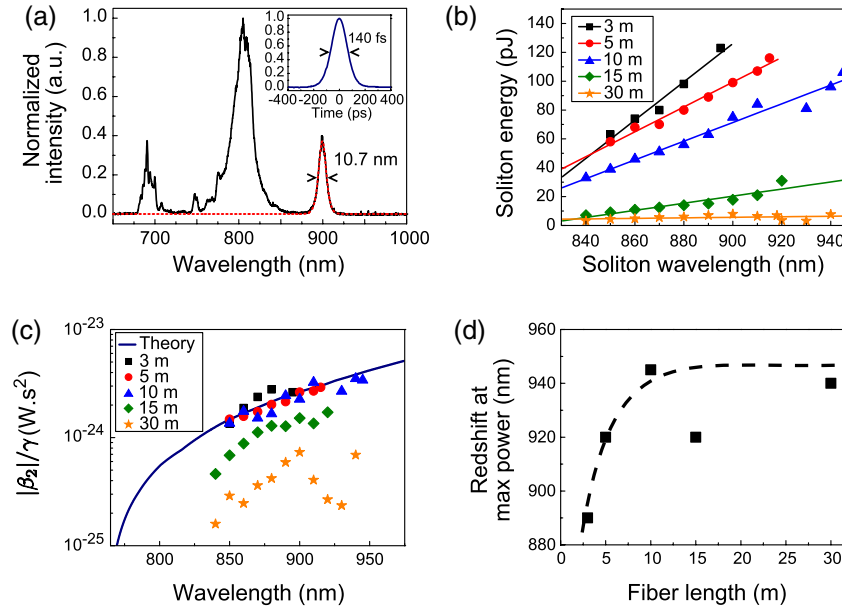 (a)
Normalized
intensity (a.u.)
1.0
0.8
0.6
0.4
0.2
0.0
700
800
900
1000
Wavelength (nm)
10.7 nm
1.0
0.8
0.6
0.4
0.2
0.0
-400
-200
0
200
400
Time (ps)
140 fs
(b)
Soliton energy (pJ)
140
120
100
80
60
40
20
0
840
860
880
900
920
940
Soliton wavelength (nm)
3 m
5 m
10 m
15 m
30 m
(c)
|β₂|/γ(W.s²)
10⁻²³
10⁻²⁴
10⁻²⁵
800
850
900
950
Wavelength (nm)
Theory
3 m
5 m
10 m
15 m
30 m
(d)
Redshift at
max power (nm)
960
940
920
900
880
0
5
10
15
20
25
30
Fiber length (m)